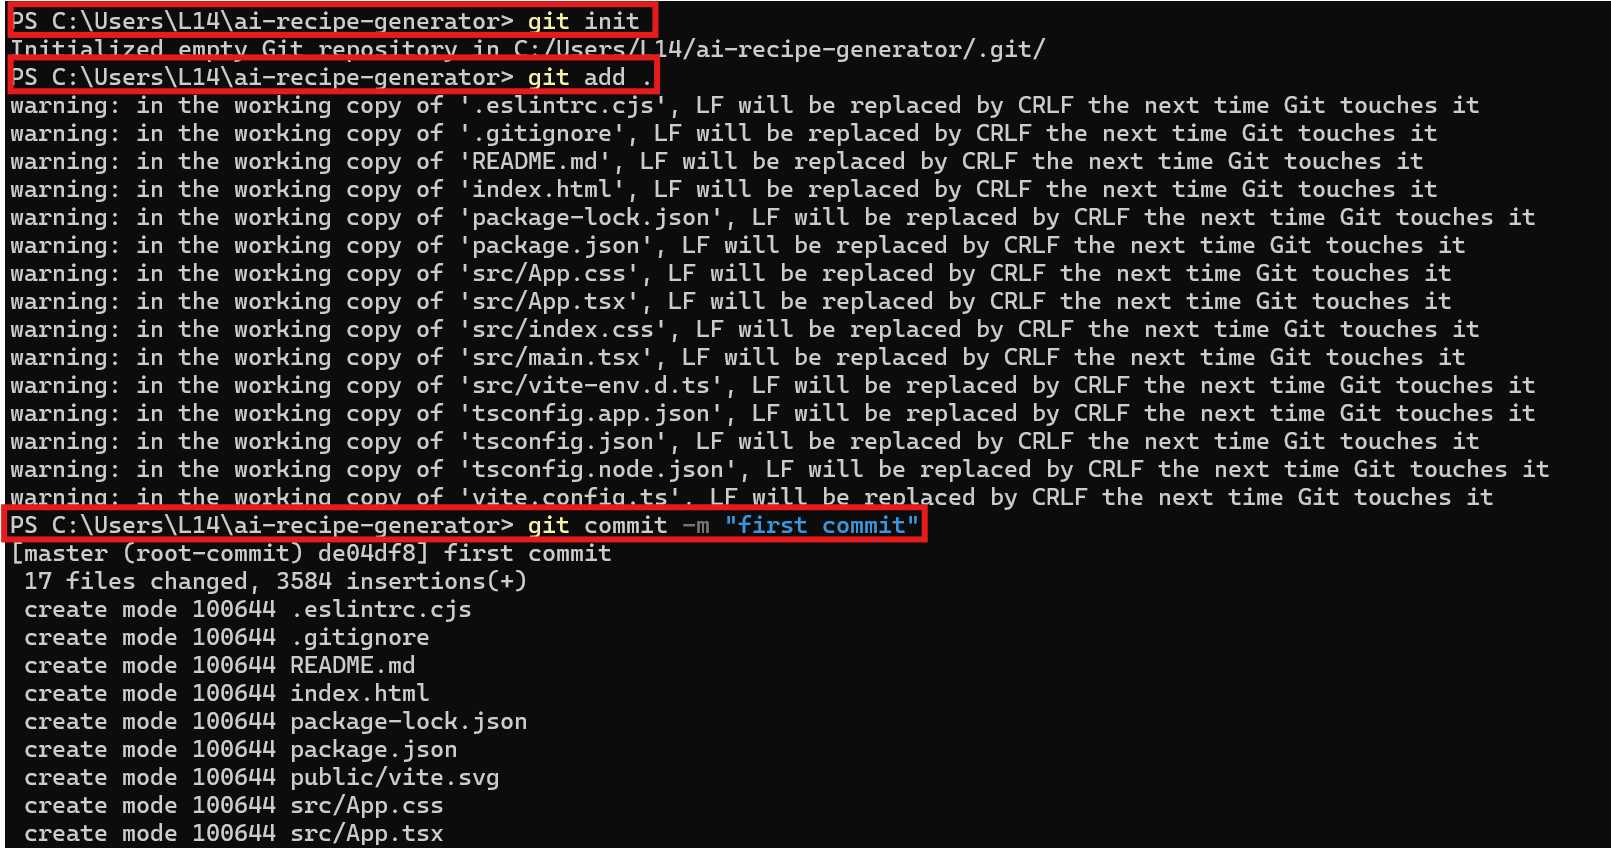 PS C:\Users\L14\ai-recipe-generator> git init
Initialized empty Git repository in C:/Users/L14/ai-recipe-generator/.git/
PS C:\Users\L14\ai-recipe-generator> git add .
warning: in the working copy of '.eslintrc.cjs', LF will be replaced by CRLF the next time Git touches it
warning: in the working copy of '.gitignore', LF will be replaced by CRLF the next time Git touches it
warning: in the working copy of 'README.md', LF will be replaced by CRLF the next time Git touches it
warning: in the working copy of 'index.html', LF will be replaced by CRLF the next time Git touches it
warning: in the working copy of 'package-lock.json', LF will be replaced by CRLF the next time Git touches it
warning: in the working copy of 'package.json', LF will be replaced by CRLF the next time Git touches it
warning: in the working copy of 'src/App.css', LF will be replaced by CRLF the next time Git touches it
warning: in the working copy of 'src/App.tsx', LF will be replaced by CRLF the next time Git touches it
warning: in the working copy of 'src/index.css', LF will be replaced by CRLF the next time Git touches it
warning: in the working copy of 'src/main.tsx', LF will be replaced by CRLF the next time Git touches it
warning: in the working copy of 'src/vite-env.d.ts', LF will be replaced by CRLF the next time Git touches it
warning: in the working copy of 'tsconfig.app.json', LF will be replaced by CRLF the next time Git touches it
warning: in the working copy of 'tsconfig.json', LF will be replaced by CRLF the next time Git touches it
warning: in the working copy of 'tsconfig.node.json', LF will be replaced by CRLF the next time Git touches it
warning: in the working copy of 'vite.config.ts', LF will be replaced by CRLF the next time Git touches it
PS C:\Users\L14\ai-recipe-generator> git commit -m "first commit"
[master (root-commit) de04df8] first commit
 17 files changed, 3584 insertions(+)
 create mode 100644 .eslintrc.cjs
 create mode 100644 .gitignore
 create mode 100644 README.md
 create mode 100644 index.html
 create mode 100644 package-lock.json
 create mode 100644 package.json
 create mode 100644 public/vite.svg
 create mode 100644 src/App.css
 create mode 100644 src/App.tsx